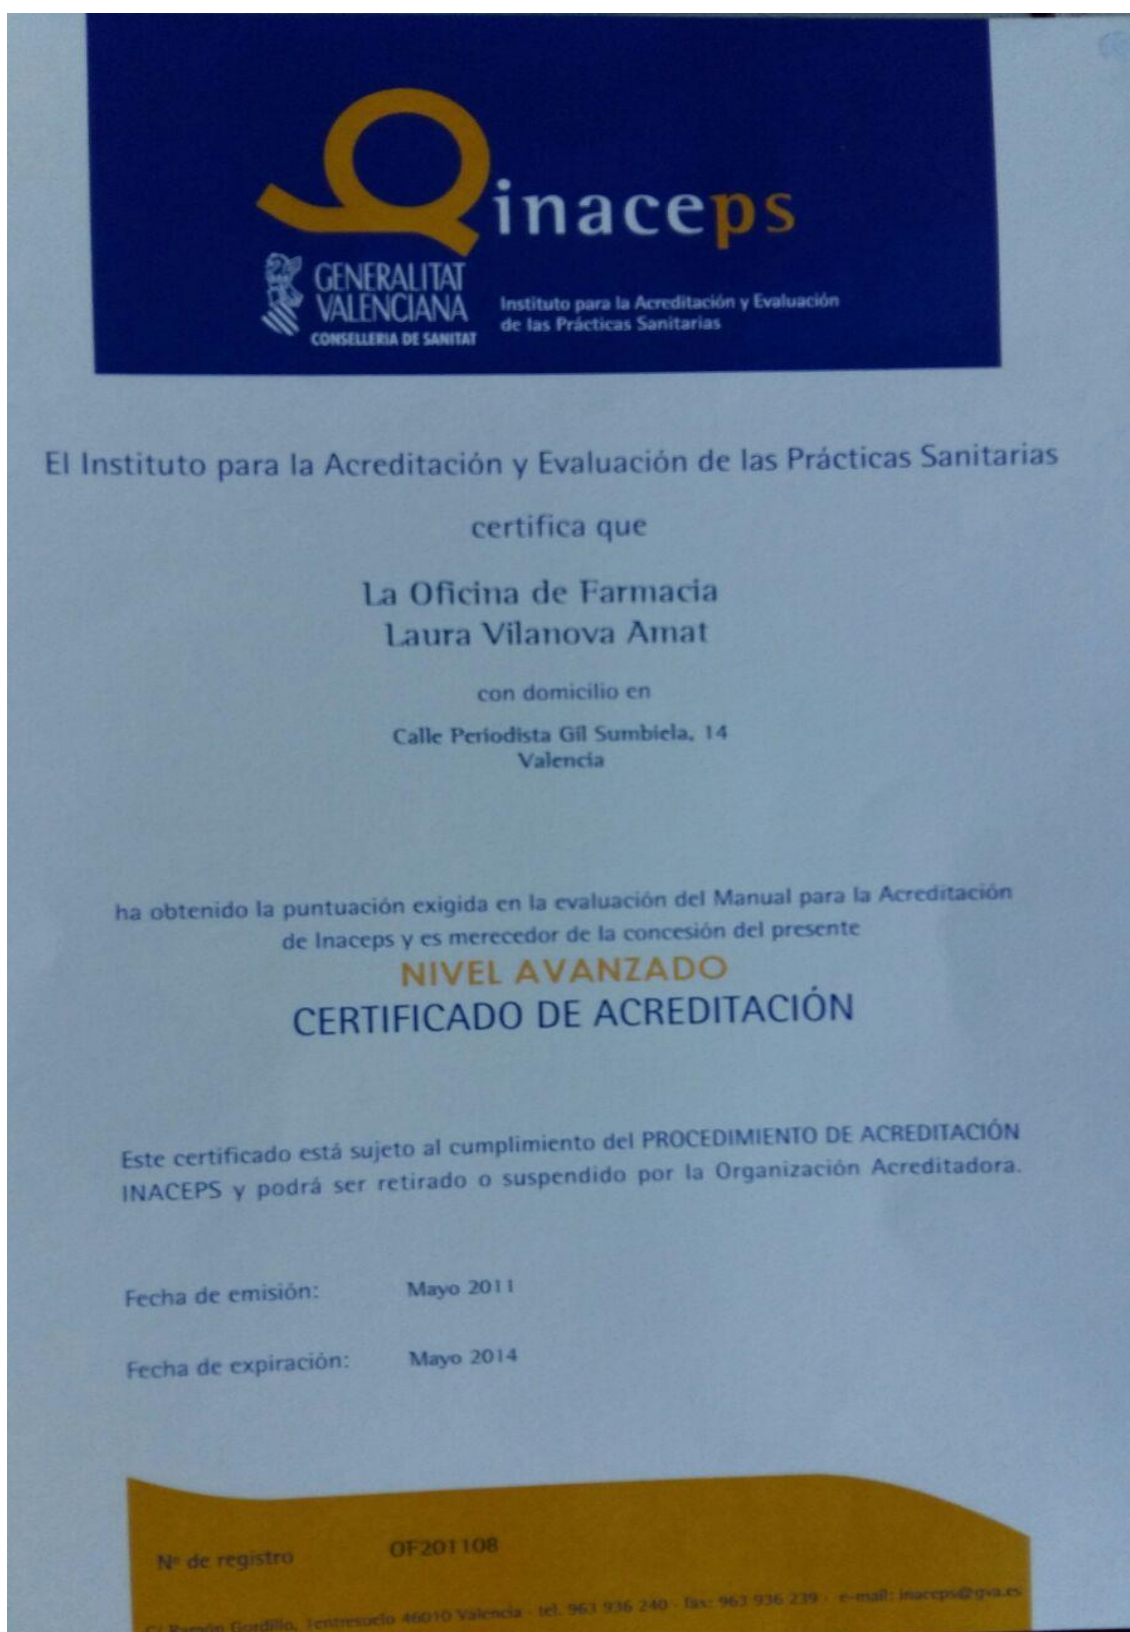 inaceps
GENERALITAT
VALENCIANA
CONSELLERIA DE SANITAT
Instituto para la Acreditación y Evaluación
de las Prácticas Sanitarias
El Instituto para la Acreditación y Evaluación de las Prácticas Sanitarias
certifica que
La Oficina de Farmacia
Laura Vilanova Amat
con domicilio en
Calle Periodista Gil Sumbiela, 14
Valencia
ha obtenido la puntuación exigida en la evaluación del Manual para la Acreditación
de Inaceps y es merecedor de la concesión del presente
NIVEL AVANZADO
CERTIFICADO DE ACREDITACIÓN
Este certificado está sujeto al cumplimiento del PROCEDIMIENTO DE ACREDITACIÓN
INACEPS y podrá ser retirado o suspendido por la Organización Acreditadora.
Fecha de emisión: Mayo 2011
Fecha de expiración: Mayo 2014
Nº de registro OF201108
C/ Ramón Gordillo, 1entresuelo 46010 Valencia - tel. 963 936 240 - fax: 963 936 239 - e-mail: inaceps@gva.es